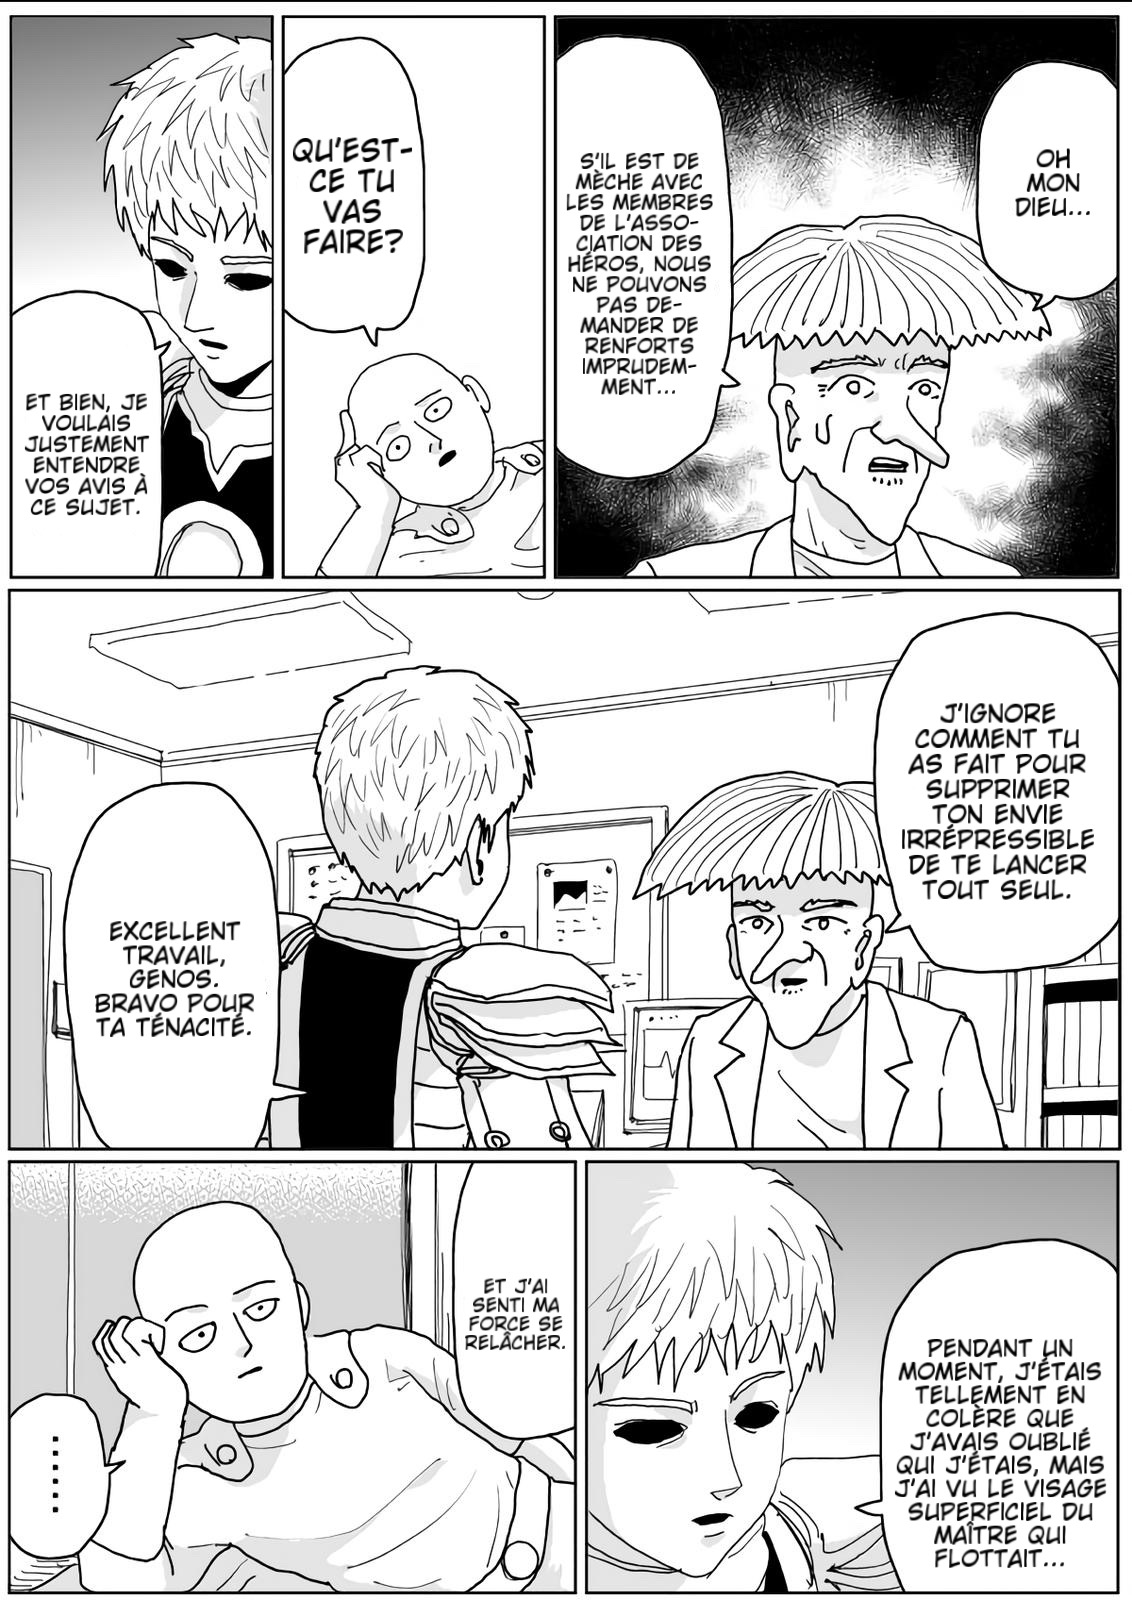 OH
MON
DIEU...
S'IL EST DE
MÈCHE AVEC
LES MEMBRES
DE L'ASSO-
CIATION DES
HÉROS, NOUS
NE POUVONS
PAS DE-
MANDER DE
RENFORTS
IMPRUDEM-
MENT...
QU'EST-
CE TU
VAS
FAIRE?
ET BIEN, JE
VOULAIS
JUSTEMENT
ENTENDRE
VOS AVIS À
CE SUJET.
J'IGNORE
COMMENT TU
AS FAIT POUR
SUPPRIMER
TON ENVIE
IRRÉPRESSIBLE
DE TE LANCER
TOUT SEUL.
EXCELLENT
TRAVAIL,
GENOS.
BRAVO POUR
TA TÉNACITÉ.
PENDANT UN
MOMENT, J'ÉTAIS
TELLEMENT EN
COLÈRE QUE
J'AVAIS OUBLIÉ
QUI J'ÉTAIS, MAIS
J'AI VU LE VISAGE
SUPERFICIEL DU
MAÎTRE QUI
FLOTTAIT...
ET J'AI
SENTI MA
FORCE SE
RELÂCHER.
......